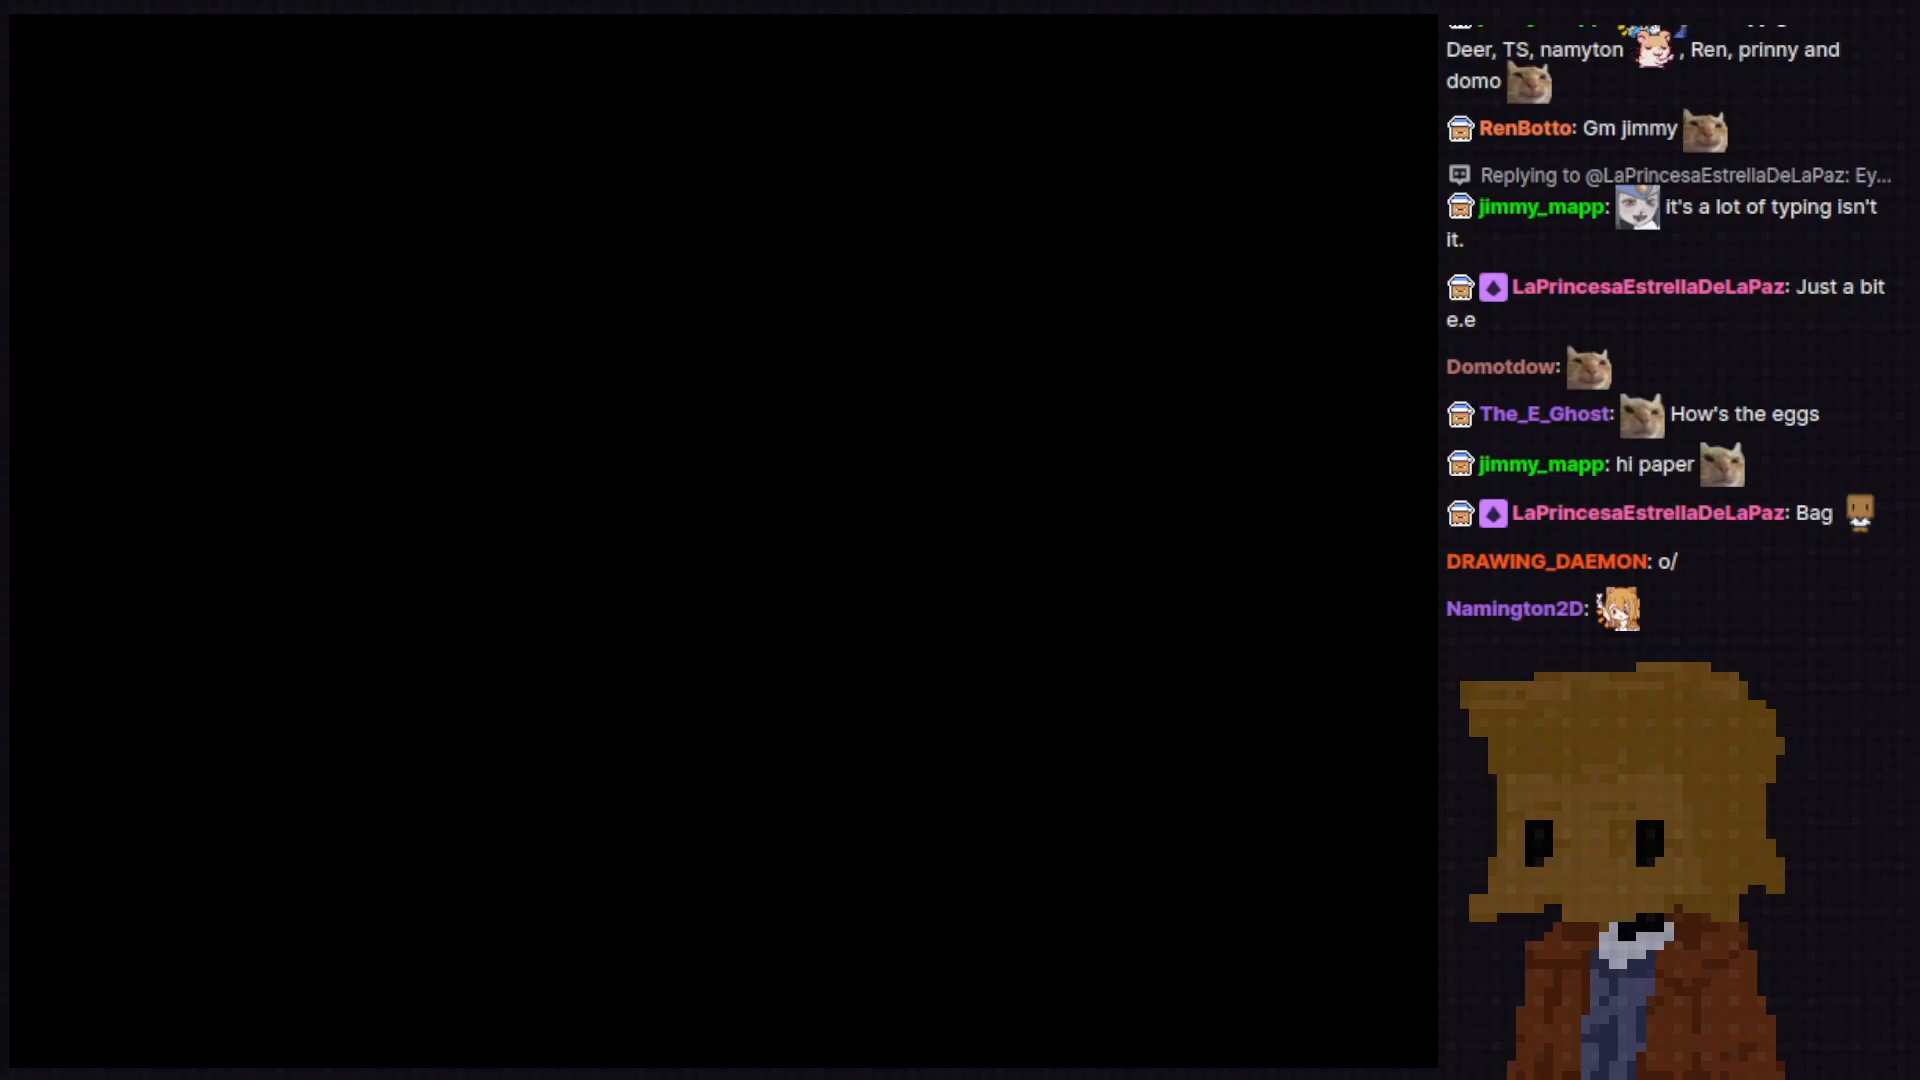 Deer, TS, namyton , Ren, prinny and
domo
RenBotto: Gm jimmy
Replying to @LaPrincesaEstrellaDeLaPaz: Ey...
jimmy_mapp: it's a lot of typing isn't
it.
LaPrincesaEstrellaDeLaPaz: Just a bit
e.e
Domotdow:
The_E_Ghost: How's the eggs
jimmy_mapp: hi paper
LaPrincesaEstrellaDeLaPaz: Bag
DRAWING_DAEMON: o/
Namington2D: